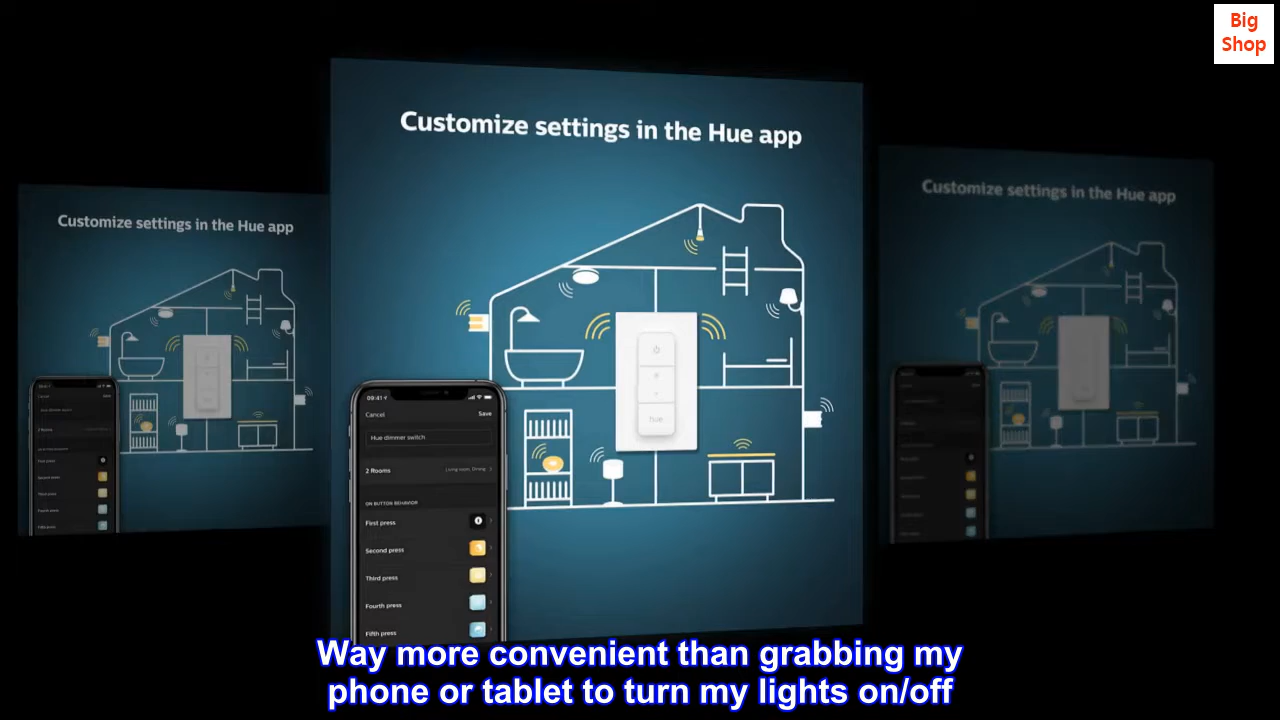 Big
Shop
Customize settings in the Hue app
Customize settings in the Hue app
Customize settings in the Hue app
hue
09:41
Cancel
Save
Hue dimmer switch
2 Rooms
Living room, Dining
ON BUTTON BEHAVIOR
First press
Second press
Third press
Fourth press
Fifth press
Way more convenient than grabbing my
phone or tablet to turn my lights on/off